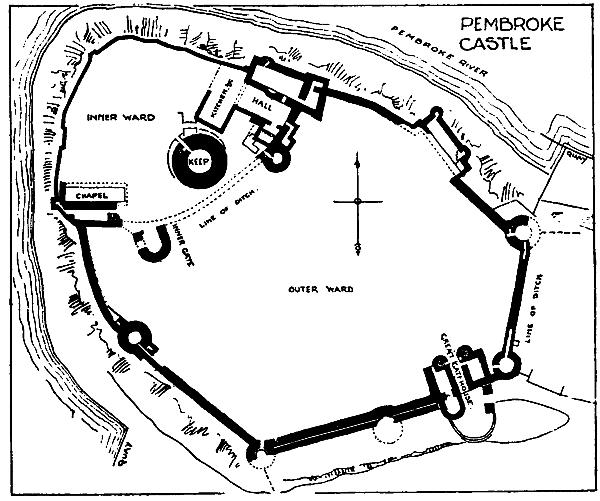 PEMBROKE
CASTLE
PEMBROKE RIVER
QUAY
KITCHEN &c
HALL
INNER WARD
KEEP
CHAPEL
LINE OF DITCH.
INNER GATE
OUTER WARD
LINE OF DITCH
GREAT GATEHOUSE
QUAY